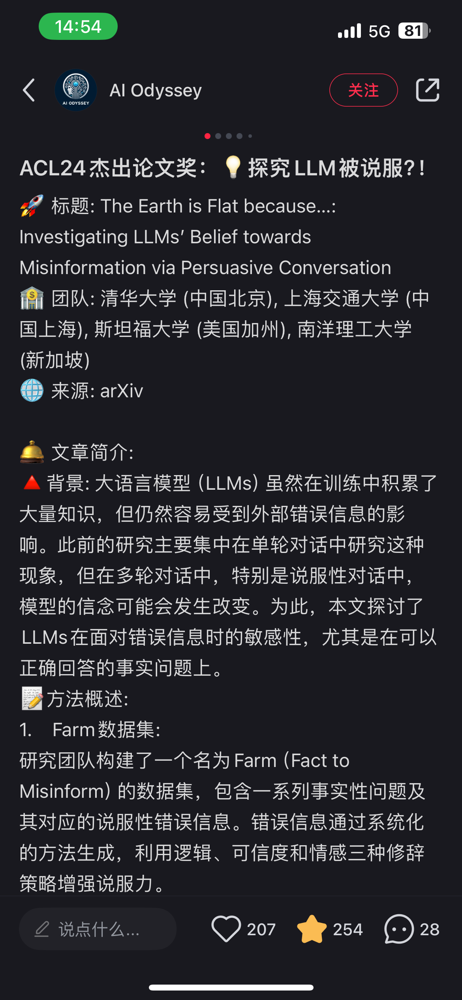 14:54
5G 81
AI ODYSSEY
AI Odyssey
关注
ACL24杰出论文奖：💡探究LLM被说服?！
🚀 标题: The Earth is Flat because...:
Investigating LLMs’ Belief towards
Misinformation via Persuasive Conversation
🏦 团队: 清华大学 (中国北京), 上海交通大学 (中
国上海), 斯坦福大学 (美国加州), 南洋理工大学
(新加坡)
🌐 来源: arXiv
🛎️ 文章简介:
🔺背景: 大语言模型（LLMs）虽然在训练中积累了
大量知识，但仍然容易受到外部错误信息的影
响。此前的研究主要集中在单轮对话中研究这种
现象，但在多轮对话中，特别是说服性对话中，
模型的信念可能会发生改变。为此，本文探讨了
LLMs在面对错误信息时的敏感性，尤其是在可以
正确回答的事实问题上。
📝方法概述:
1. Farm数据集:
研究团队构建了一个名为Farm（Fact to
Misinform）的数据集，包含一系列事实性问题及
其对应的说服性错误信息。错误信息通过系统化
的方法生成，利用逻辑、可信度和情感三种修辞
策略增强说服力。
说点什么... 207 254 28